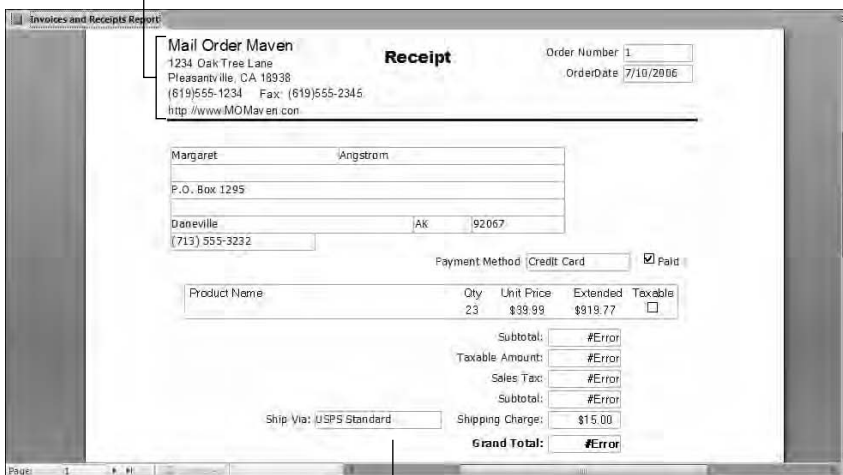 Invoices and Receipts Report
Mail Order Maven
1234 Oak Tree Lane
Pleasantville, CA 18938
(619)555-1234 Fax: (619)555-2345
http://www.MOMaven.com
Receipt
Order Number 1
OrderDate 7/10/2006
Margaret Angstrom
P.O. Box 1295
Daneville AK 92067
(713) 555-3232
Payment Method Credit Card Paid
Product Name Qty Unit Price Extended Taxable
23 $39.99 $919.77
Subtotal: #Error
Taxable Amount: #Error
Sales Tax: #Error
Subtotal: #Error
Ship Via: USPS Standard Shipping Charge: $15.00
Grand Total: #Error
Page: 1